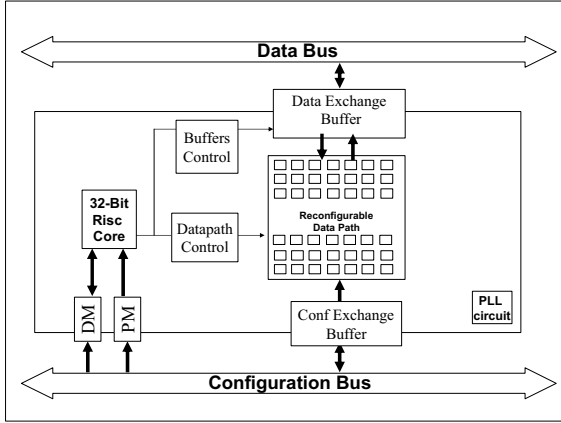 Data Bus
Data Exchange
Buffer
Buffers
Control
32-Bit
Risc
Core
Datapath
Control
Reconfigurable
Data Path
DM
PM
Conf Exchange
Buffer
PLL
circuit
Configuration Bus